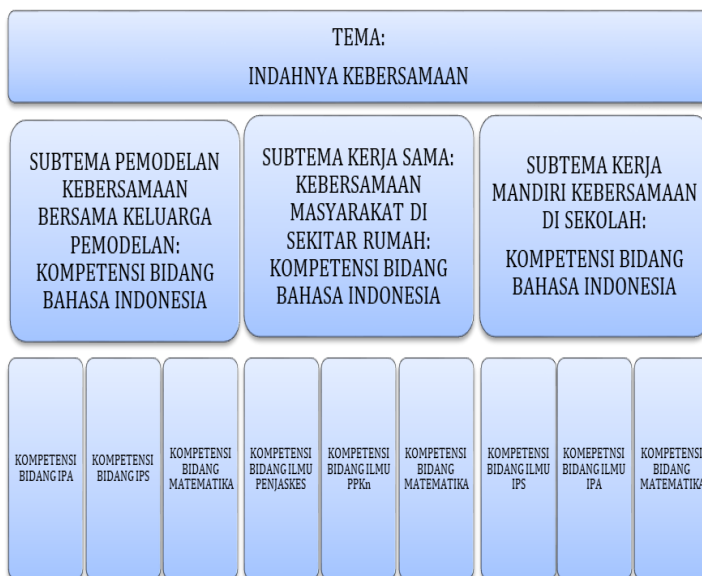 TEMA:
INDAHNYA KEBERSAMAAN
SUBTEMA PEMODELAN
KEBERSAMAAN
BERSAMA KELUARGA
PEMODELAN:
KOMPETENSI BIDANG
BAHASA INDONESIA
SUBTEMA KERJA SAMA:
KEBERSAMAAN
MASYARAKAT DI
SEKITAR RUMAH:
KOMPETENSI BIDANG
BAHASA INDONESIA
SUBTEMA KERJA
MANDIRI KEBERSAMAAN
DI SEKOLAH:
KOMPETENSI BIDANG
BAHASA INDONESIA
KOMPETENSI
BIDANG IPA
KOMPETENSI
BIDANG IPS
KOMPETENSI
BIDANG
MATEMATIKA
KOMPETENSI
BIDANG ILMU
PENJASKES
KOMPETENSI
BIDANG ILMU
PPKn
KOMPETENSI
BIDANG
MATEMATIKA
KOMPETENSI
BIDANG ILMU
IPS
KOMEPETNSI
BIDANG ILMU
IPA
KOMPETENSI
BIDANG
MATEMATIKA